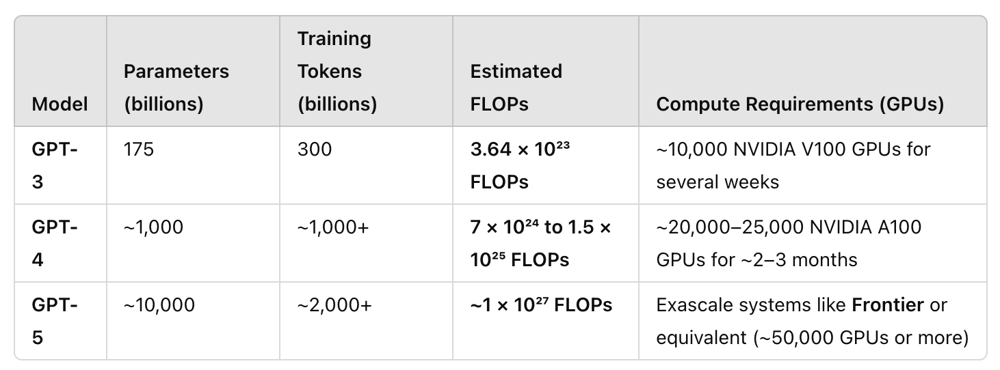 Model
Parameters
(billions)
Training
Tokens
(billions)
Estimated
FLOPs
Compute Requirements (GPUs)
GPT-
3
175
300
3.64 × 10²³
FLOPs
~10,000 NVIDIA V100 GPUs for
several weeks
GPT-
4
~1,000
~1,000+
7 × 10²⁴ to 1.5 ×
10²⁵ FLOPs
~20,000–25,000 NVIDIA A100
GPUs for ~2–3 months
GPT-
5
~10,000
~2,000+
~1 × 10²⁷ FLOPs
Exascale systems like Frontier or
equivalent (~50,000 GPUs or more)